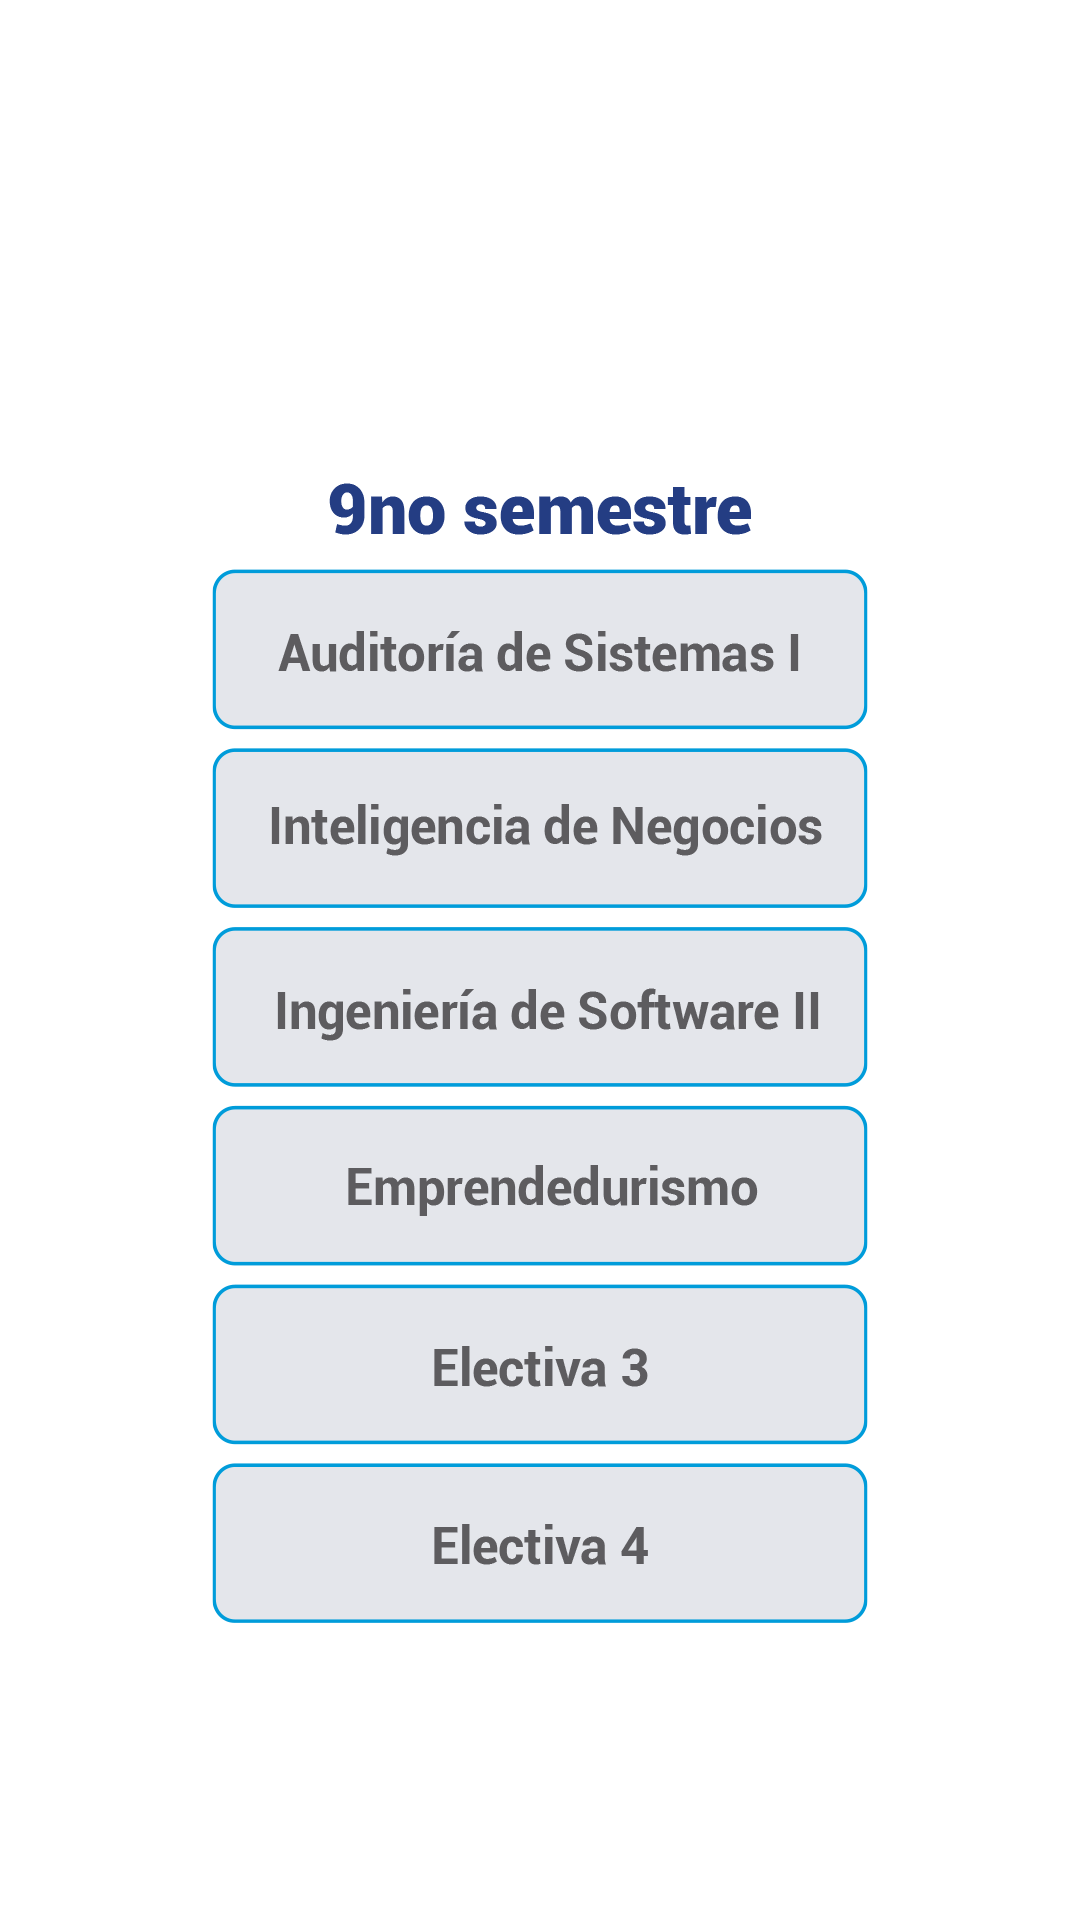 9no semestre
Auditoría de Sistemas I
Inteligencia de Negocios
Ingeniería de Software II
Emprendedurismo
Electiva 3
Electiva 4